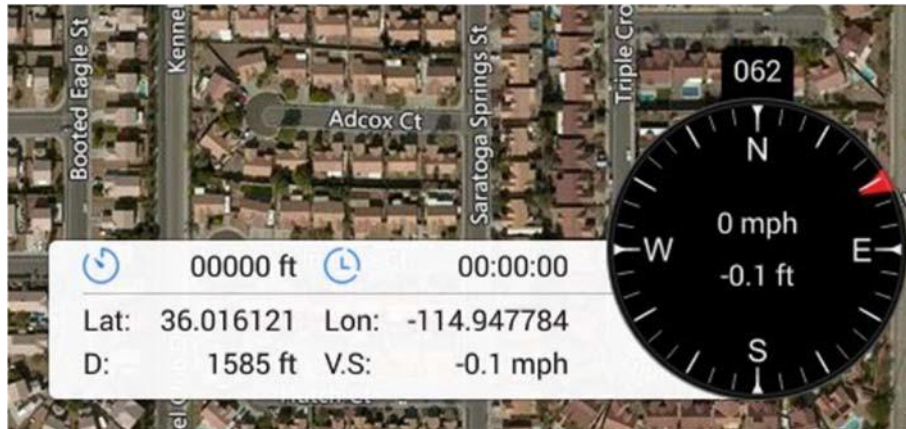 Booted Eagle St
Kennel
Adcox Ct
Saratoga Springs St
Triple Cro
062
N
W
E
S
0 mph
-0.1 ft
00000 ft 00:00:00
Lat: 36.016121 Lon: -114.947784
D: 1585 ft V.S: -0.1 mph